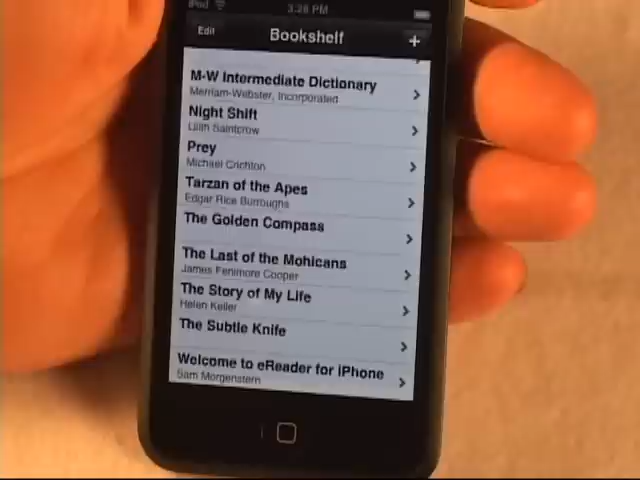 iPod 3:26 PM
Edit Bookshelf +
M-W Intermediate Dictionary
Merriam-Webster, Incorporated
Night Shift
Lilith Saintcrow
Prey
Michael Crichton
Tarzan of the Apes
Edgar Rice Burroughs
The Golden Compass
The Last of the Mohicans
James Fenimore Cooper
The Story of My Life
Helen Keller
The Subtle Knife
Welcome to eReader for iPhone
Sam Morgenstern